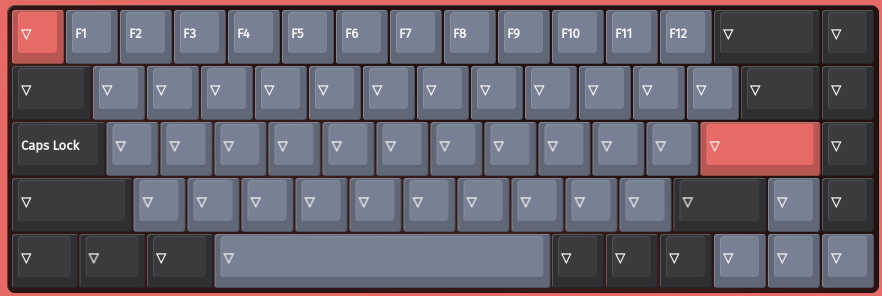 ▽ F1 F2 F3 F4 F5 F6 F7 F8 F9 F10 F11 F12 ▽ ▽
▽ ▽ ▽ ▽ ▽ ▽ ▽ ▽ ▽ ▽ ▽ ▽ ▽ ▽ ▽
Caps Lock ▽ ▽ ▽ ▽ ▽ ▽ ▽ ▽ ▽ ▽ ▽ ▽ ▽
▽ ▽ ▽ ▽ ▽ ▽ ▽ ▽ ▽ ▽ ▽ ▽ ▽ ▽
▽ ▽ ▽ ▽ ▽ ▽ ▽ ▽ ▽ ▽